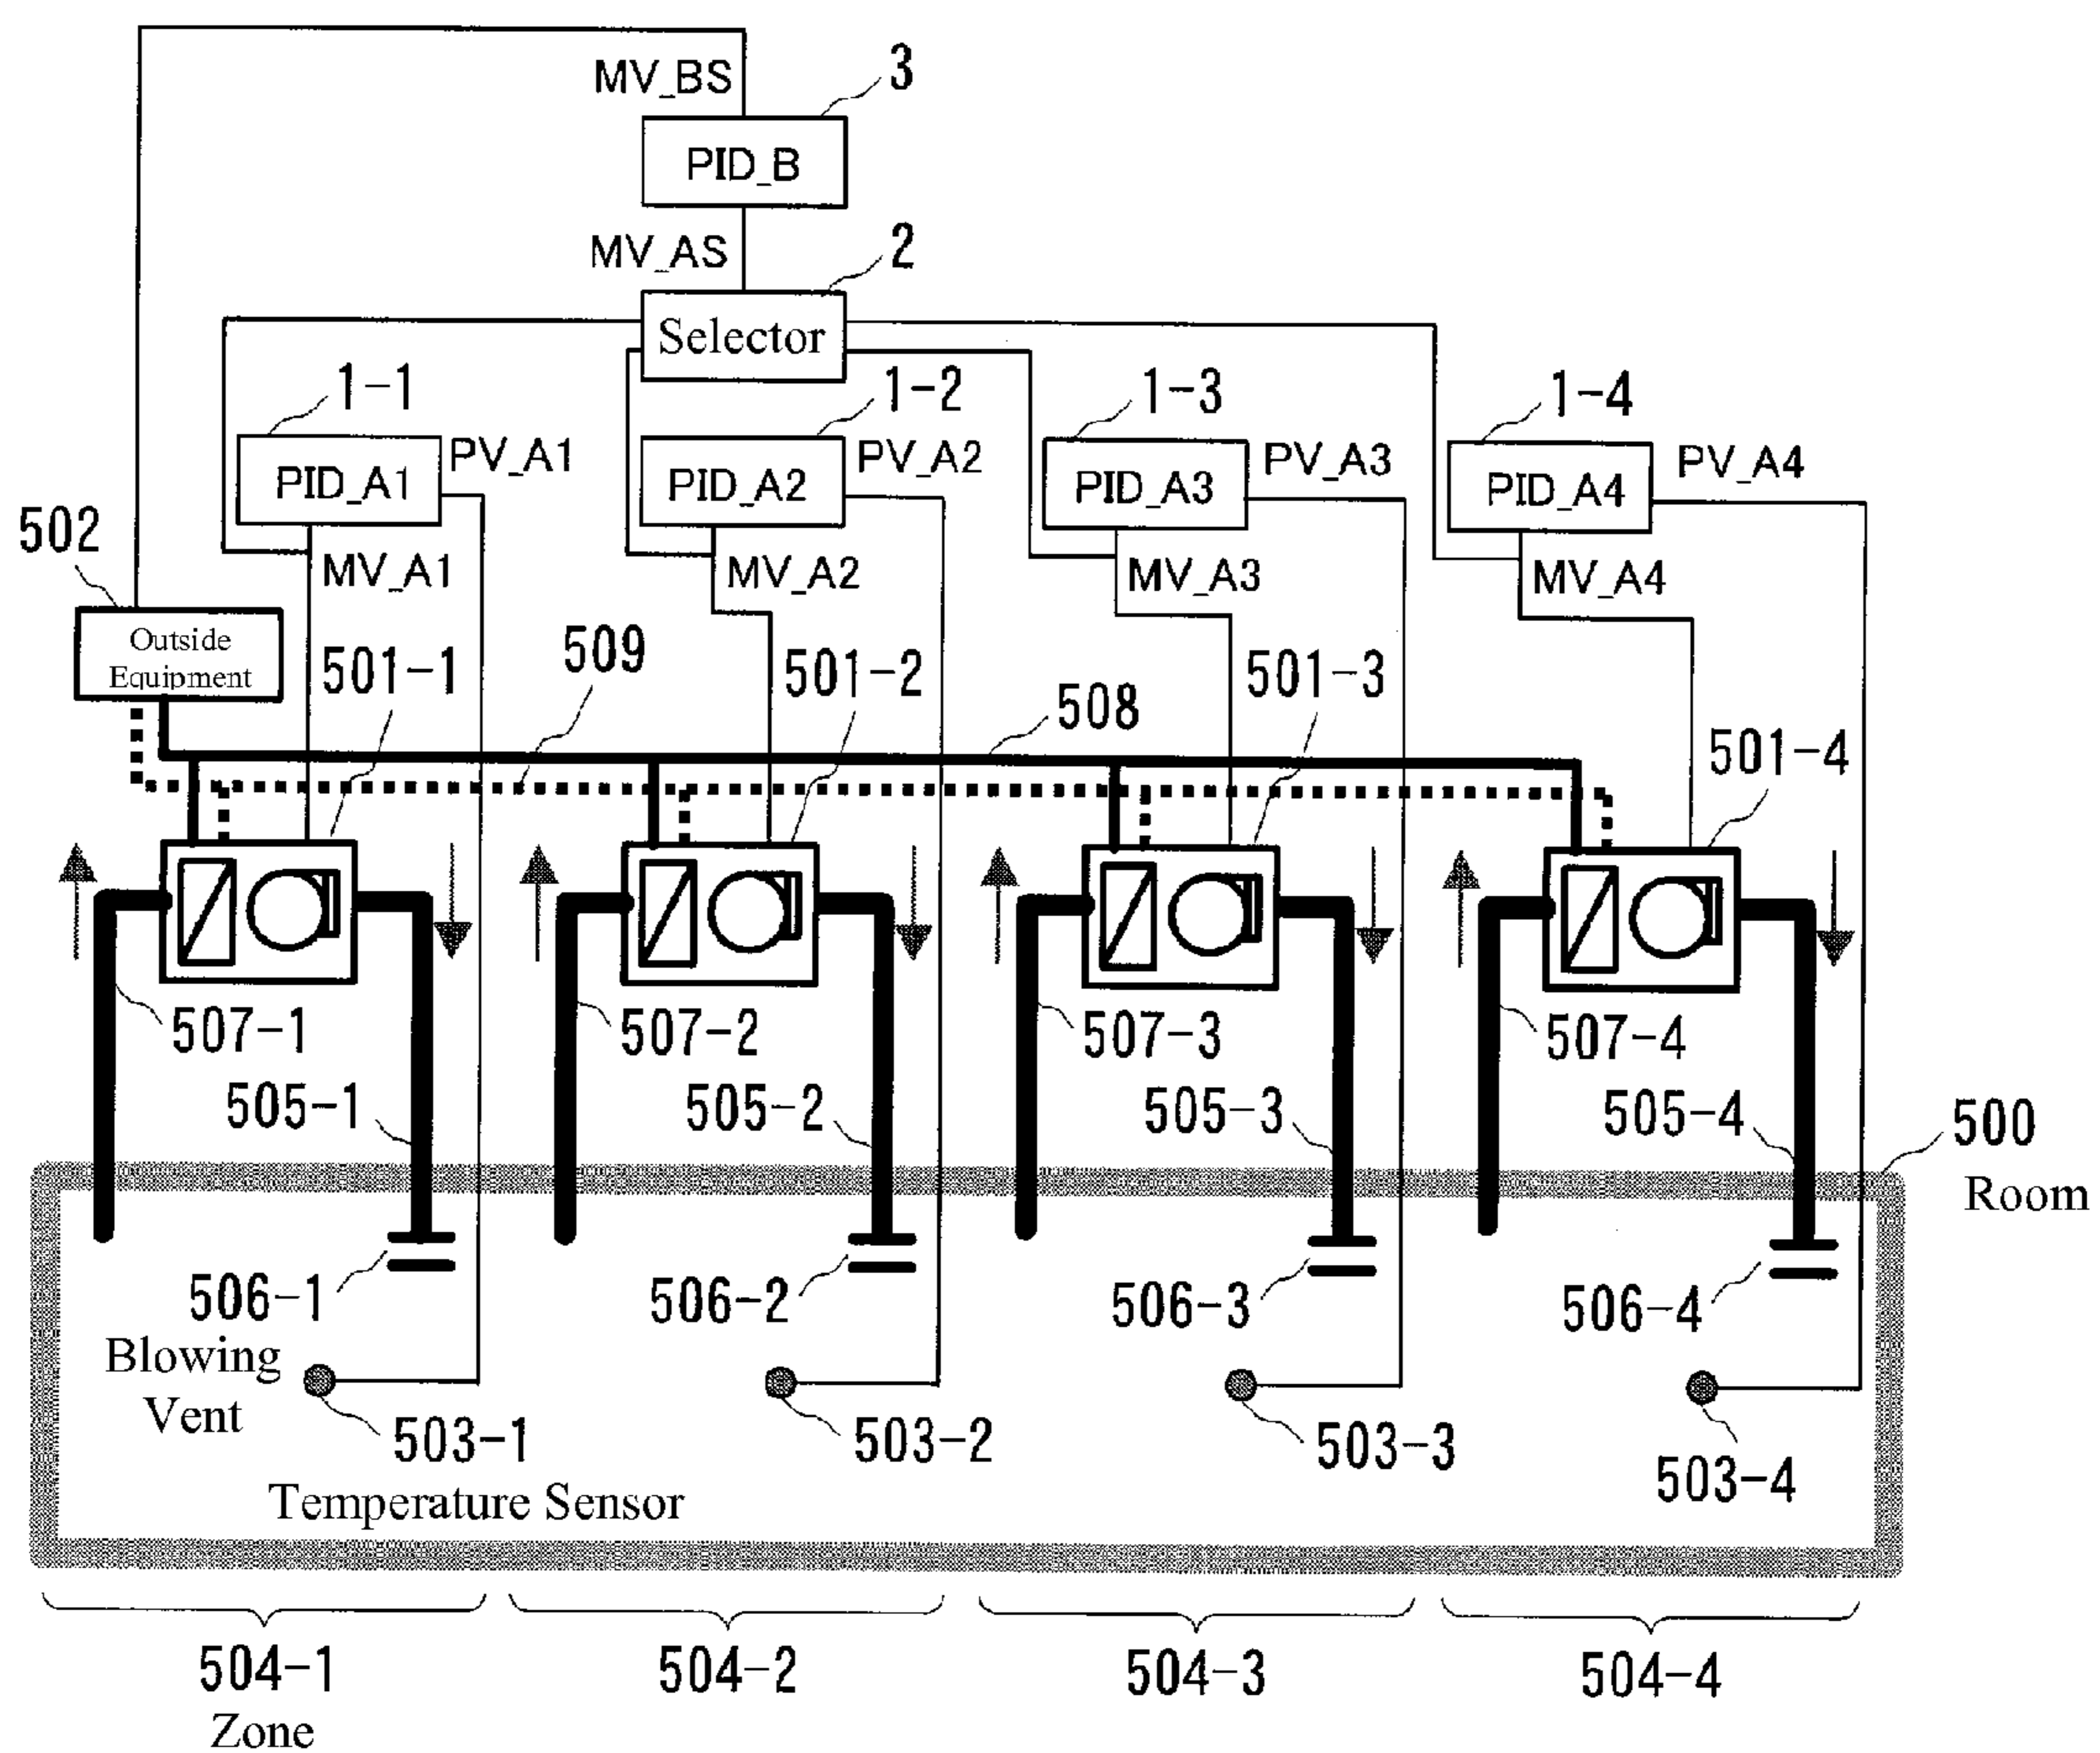 MV_BS
3
PID_B
MV_AS
2
Selector
1-1
1-2
1-3
1-4
PID_A1
PV_A1
PID_A2
PV_A2
PID_A3
PV_A3
PID_A4
PV_A4
502
MV_A1
MV_A2
MV_A3
MV_A4
Outside
Equipment
501-1
509
501-2
508
501-3
501-4
507-1
507-2
507-3
507-4
505-1
505-2
505-3
505-4
500
Room
506-1
506-2
506-3
506-4
Blowing
Vent
503-1
503-2
503-3
503-4
Temperature Sensor
504-1
504-2
504-3
504-4
Zone